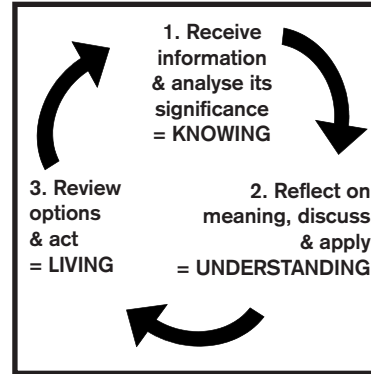 1. Receive
information
& analyse its
significance
= KNOWING
2. Reflect on
meaning, discuss
& apply
= UNDERSTANDING
3. Review
options
& act
= LIVING